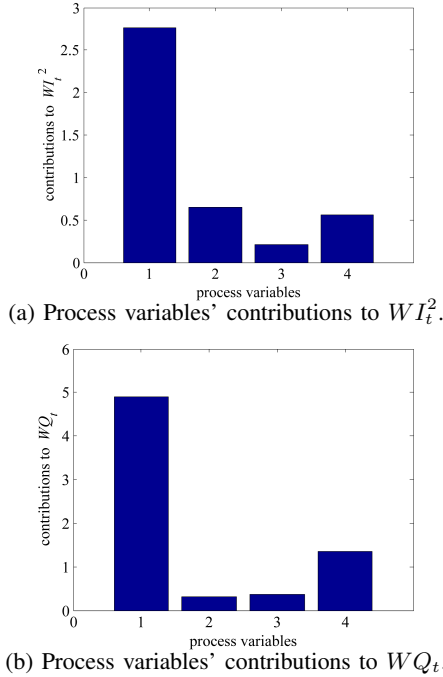 3
2.5
2
1.5
1
0.5
0
contributions to WI_t^2
0 1 2 3 4
process variables
(a) Process variables' contributions to WI_t^2.
6
5
4
3
2
1
0
contributions to WQ_t
0 1 2 3 4
process variables
(b) Process variables' contributions to WQ_t.